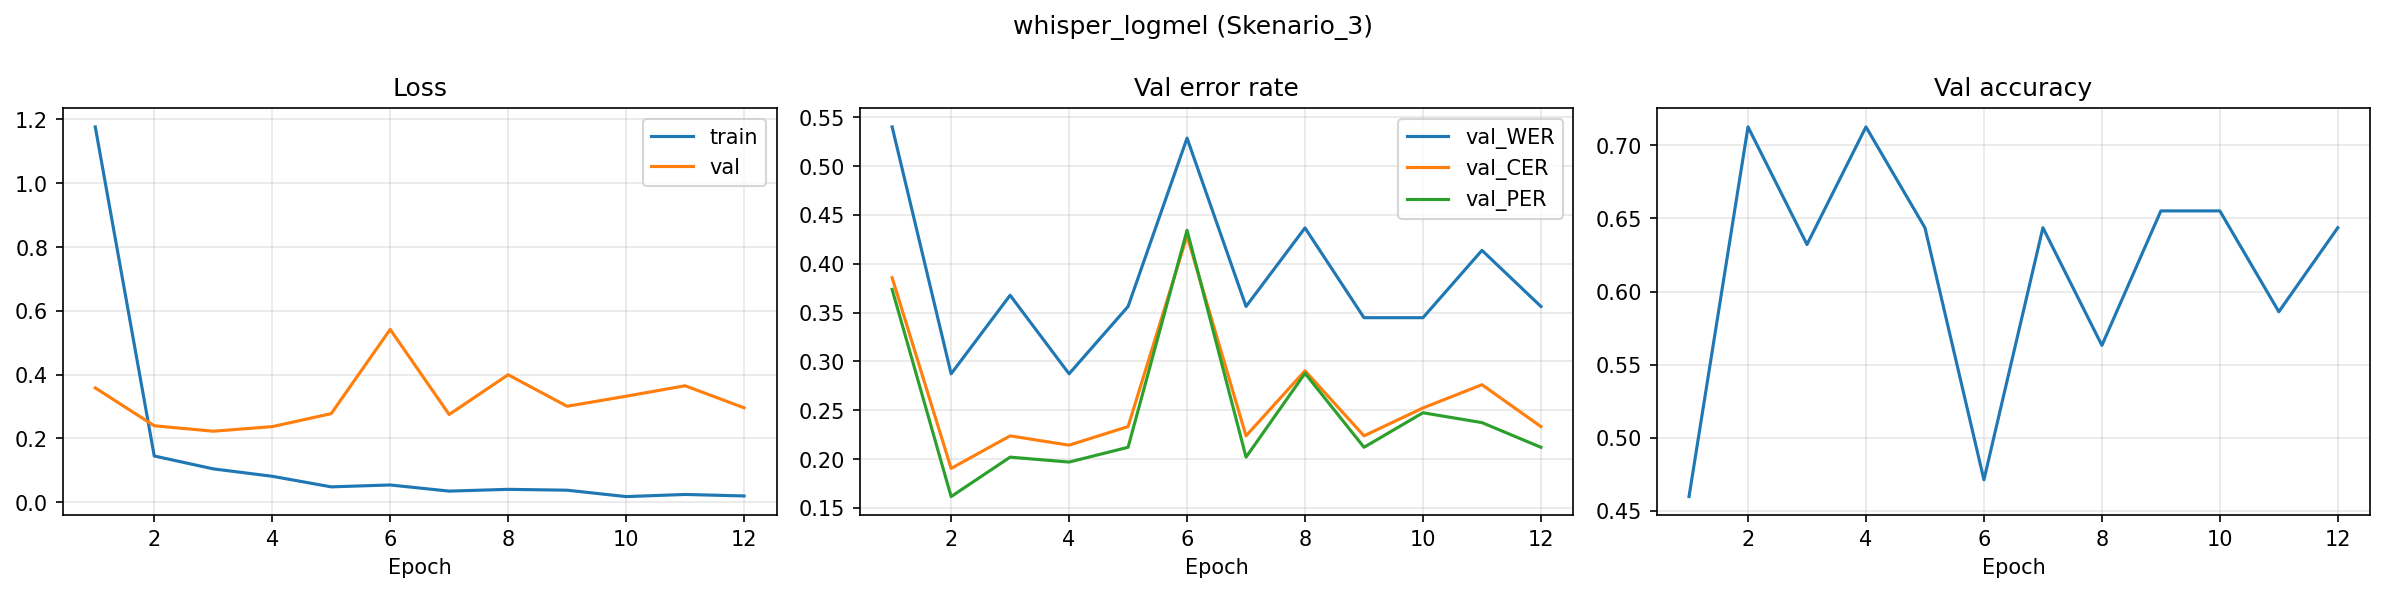 whisper_logmel (Skenario_3)
Loss
1.2
1.0
0.8
0.6
0.4
0.2
0.0
2 4 6 8 10 12
Epoch
train
val
Val error rate
0.55
0.50
0.45
0.40
0.35
0.30
0.25
0.20
0.15
2 4 6 8 10 12
Epoch
val_WER
val_CER
val_PER
Val accuracy
0.70
0.65
0.60
0.55
0.50
0.45
2 4 6 8 10 12
Epoch